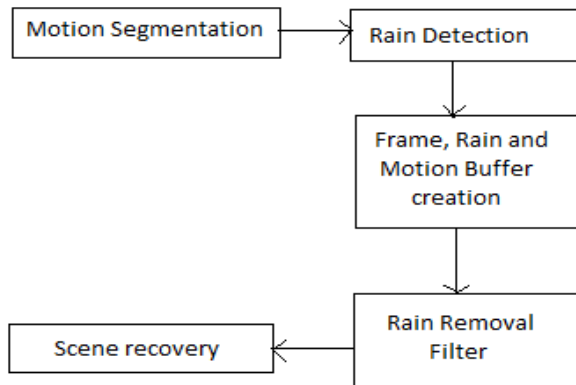 Motion Segmentation
Rain Detection
Frame, Rain and
Motion Buffer
creation
Rain Removal
Filter
Scene recovery